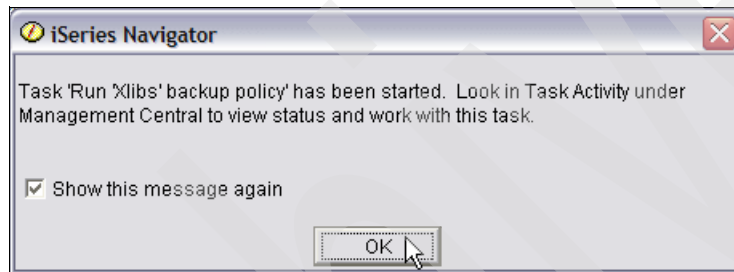 iSeries Navigator
Task 'Run 'Xlibs' backup policy' has been started. Look in Task Activity under
Management Central to view status and work with this task.
Show this message again
OK